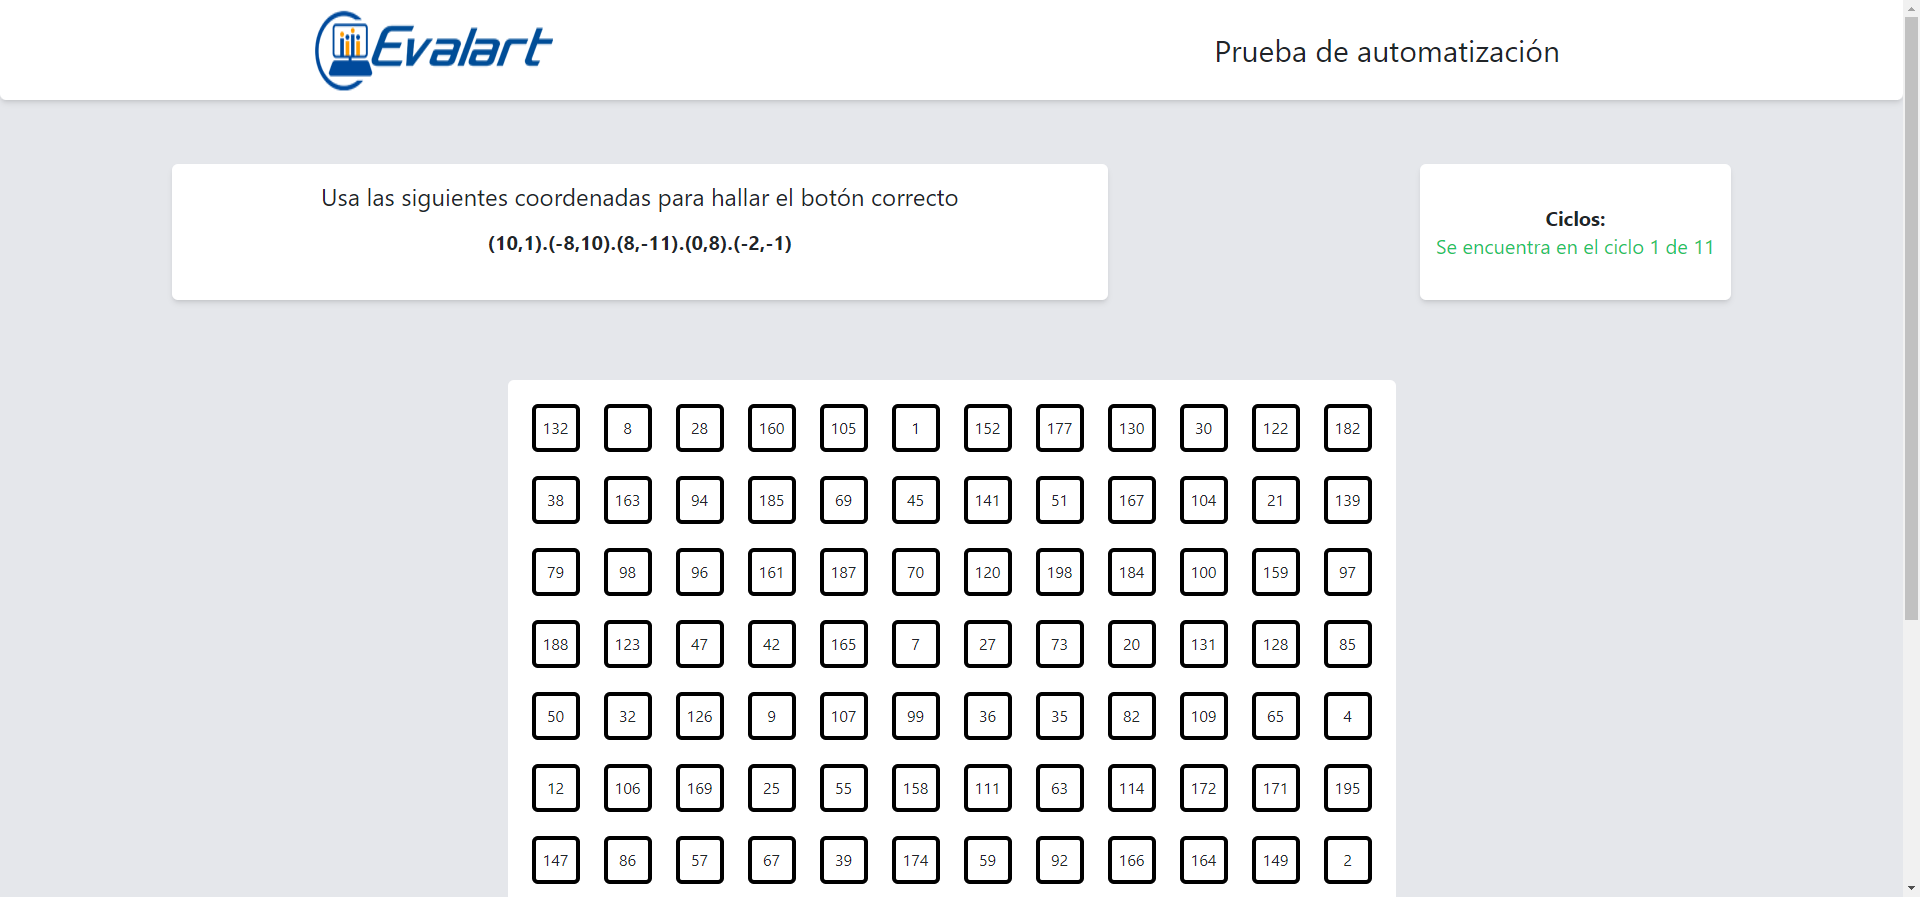 Evalart
Prueba de automatización
Usa las siguientes coordenadas para hallar el botón correcto
(10,1).(-8,10).(8,-11).(0,8).(-2,-1)
Ciclos:
Se encuentra en el ciclo 1 de 11
132 8 28 160 105 1 152 177 130 30 122 182
38 163 94 185 69 45 141 51 167 104 21 139
79 98 96 161 187 70 120 198 184 100 159 97
188 123 47 42 165 7 27 73 20 131 128 85
50 32 126 9 107 99 36 35 82 109 65 4
12 106 169 25 55 158 111 63 114 172 171 195
147 86 57 67 39 174 59 92 166 164 149 2